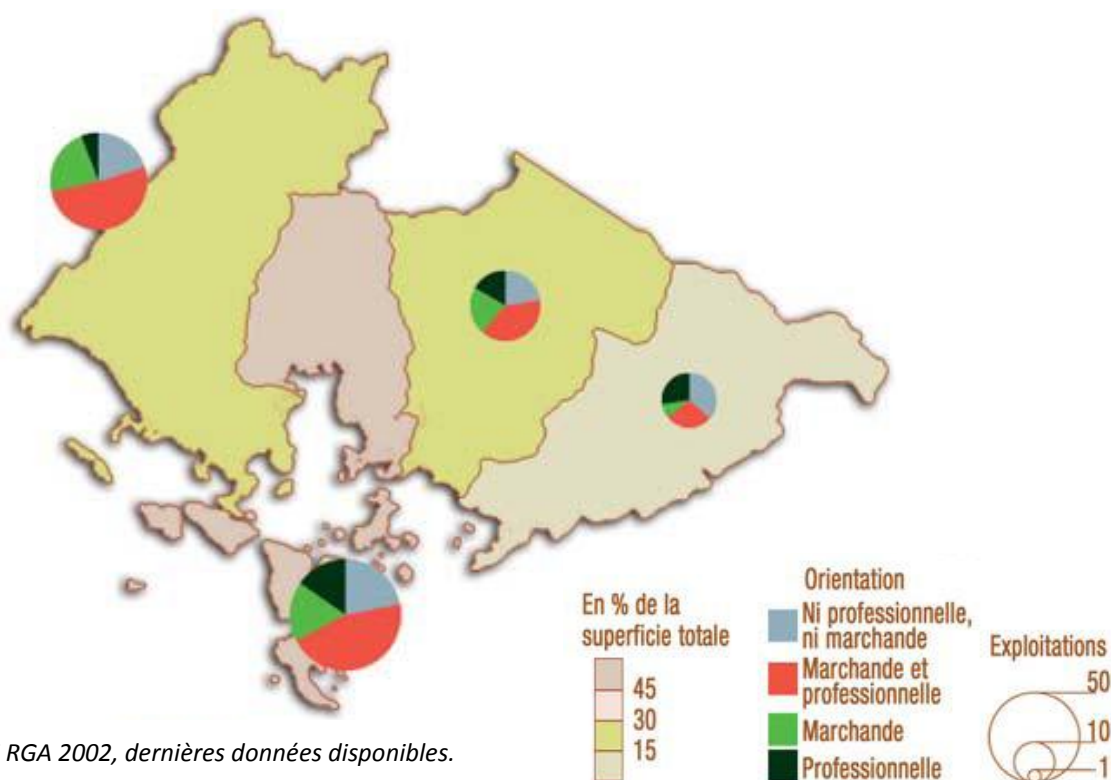 En % de la
superficie totale
45
30
15
Orientation
Ni professionnelle,
ni marchande
Marchande et
professionnelle
Marchande
Professionnelle
Exploitations
50
10
1
RGA 2002, dernières données disponibles.